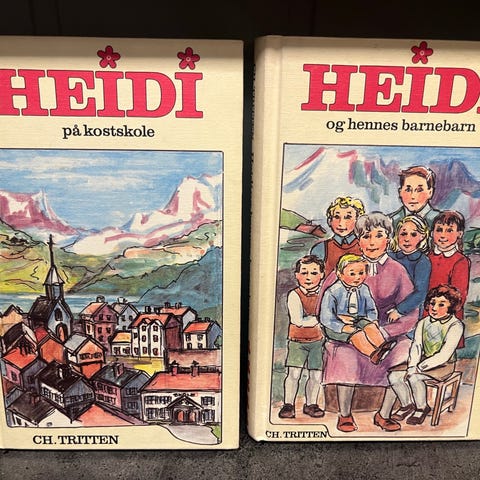 HEIDI
på kostskole
CH. TRITTEN
HEIDI
og hennes barnebarn
CH. TRITTEN